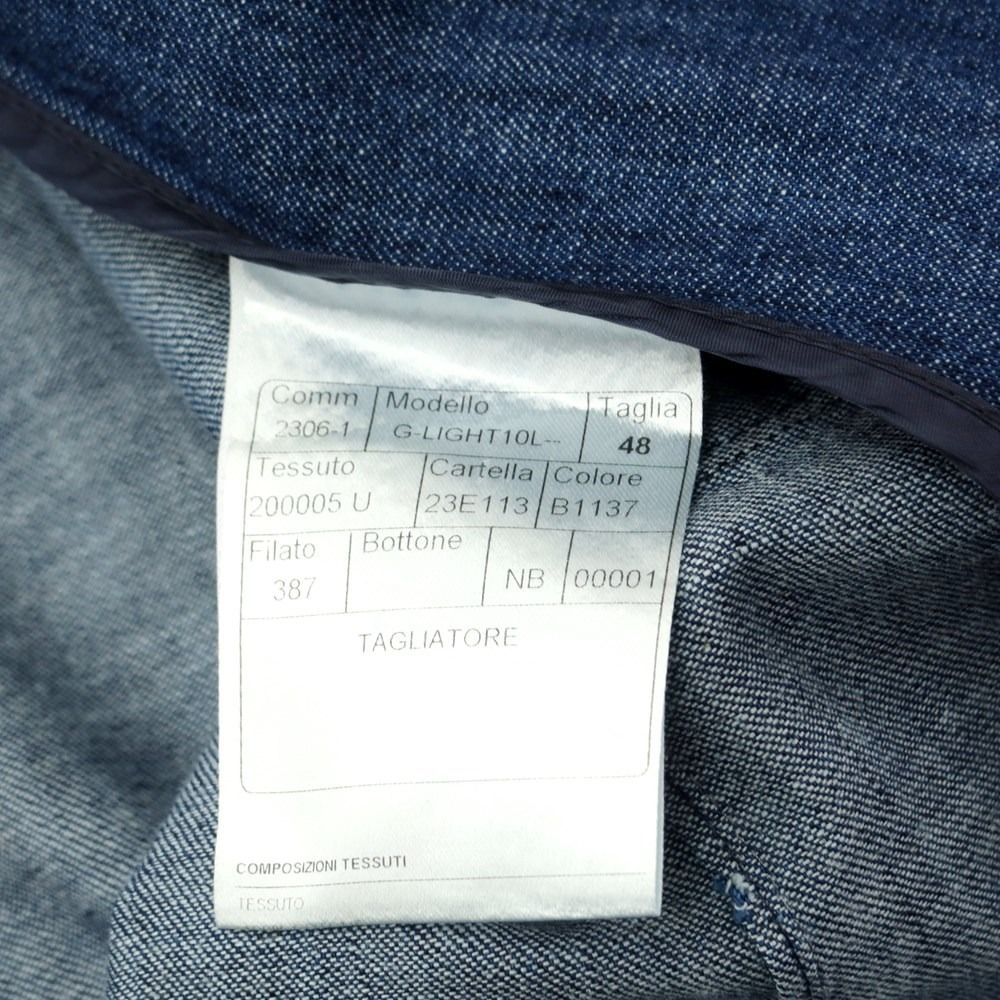 Comm Modello Taglia
2306-1 G-LIGHT10L-- 48
Tessuto Cartella Colore
200005 U 23E113 B1137
Filato Bottone
387 NB 00001
TAGLIATORE
COMPOSIZIONI TESSUTI
TESSUTO